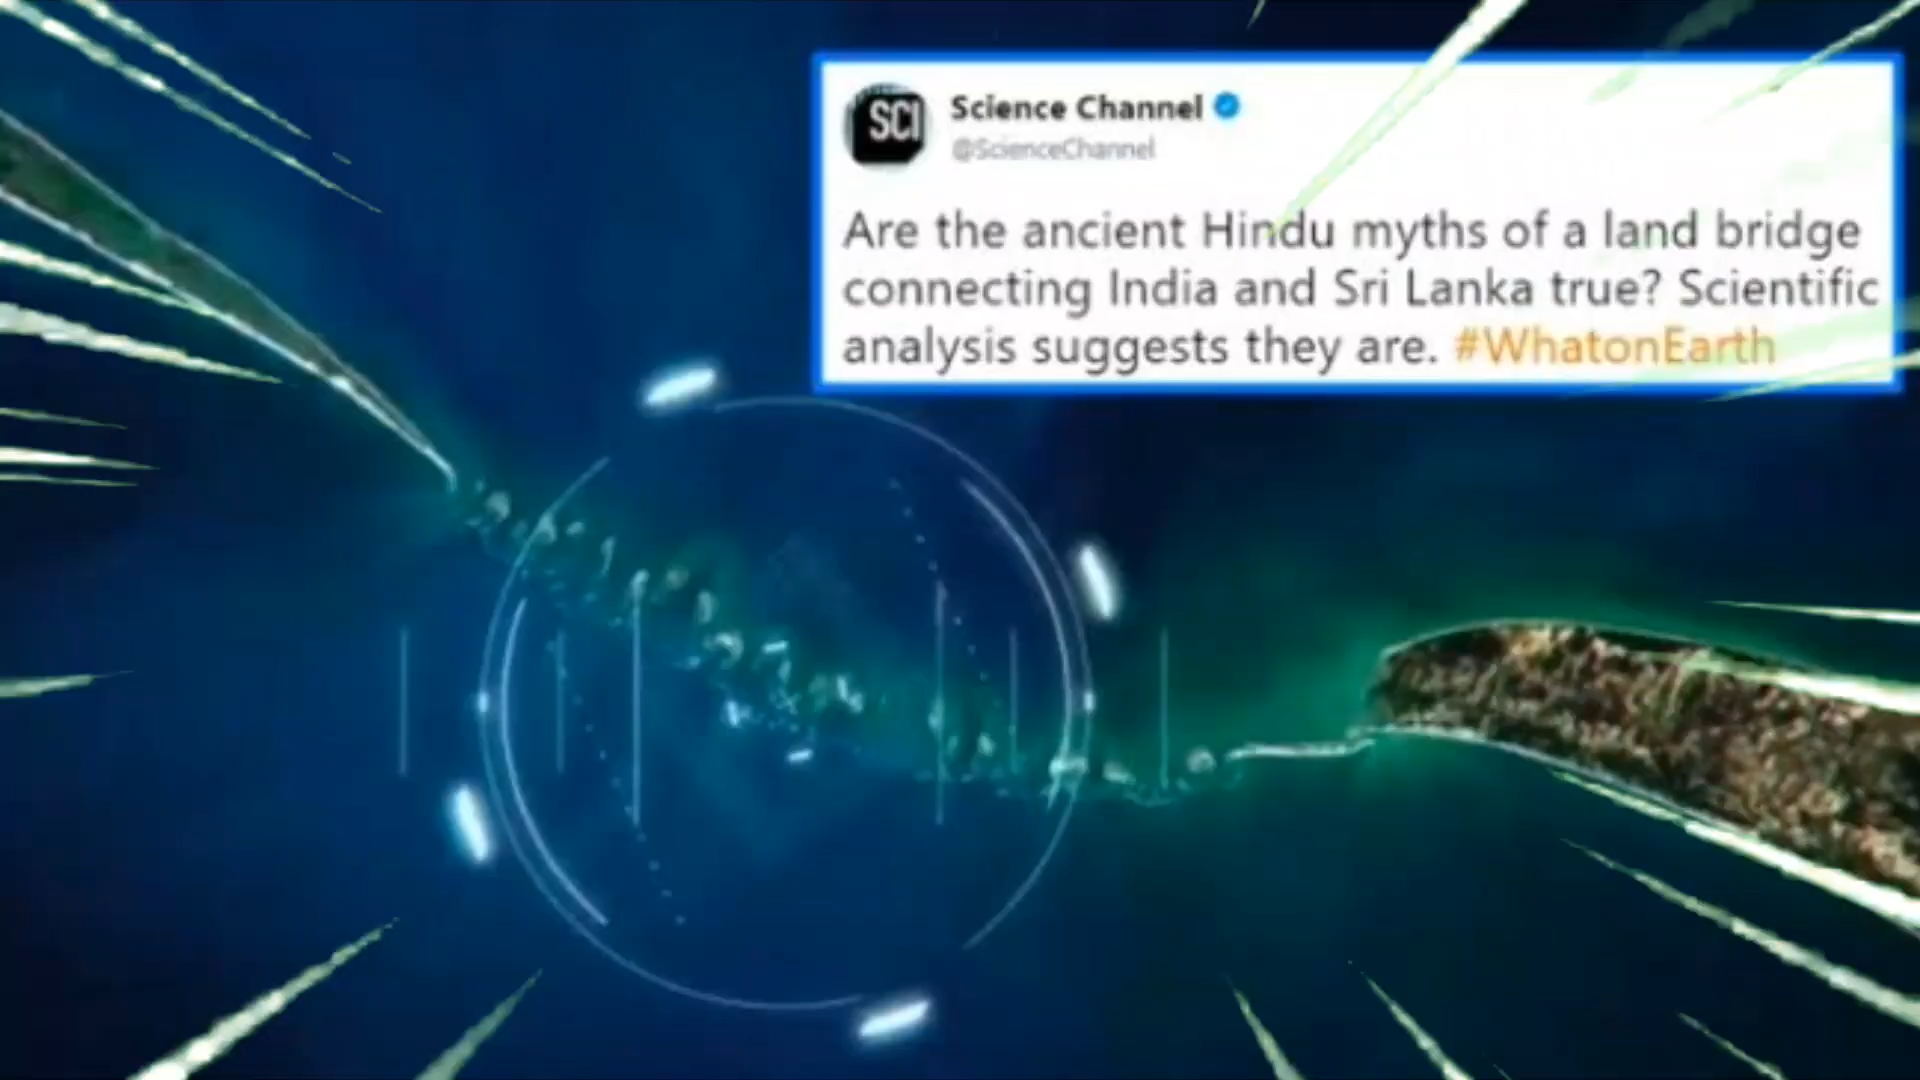 SCI
Science Channel
@ScienceChannel
Are the ancient Hindu myths of a land bridge
connecting India and Sri Lanka true? Scientific
analysis suggests they are. #WhatonEarth